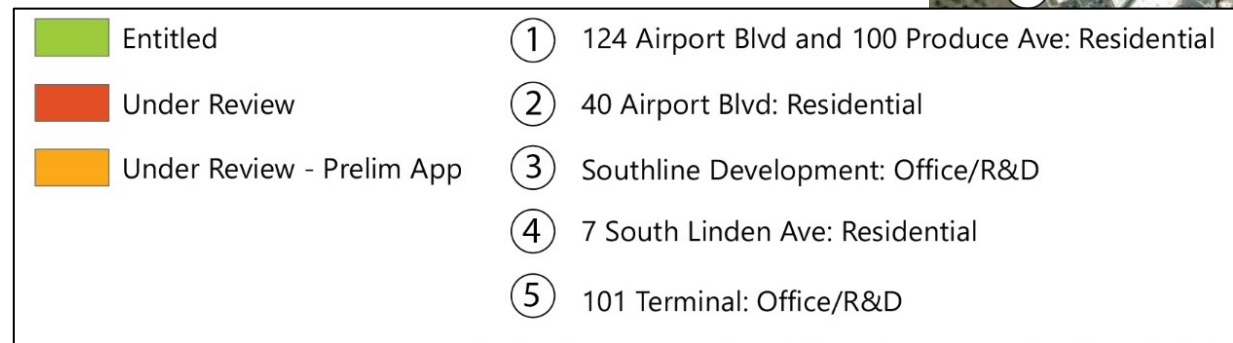 Entitled
Under Review
Under Review - Prelim App
1 124 Airport Blvd and 100 Produce Ave: Residential
2 40 Airport Blvd: Residential
3 Southline Development: Office/R&D
4 7 South Linden Ave: Residential
5 101 Terminal: Office/R&D